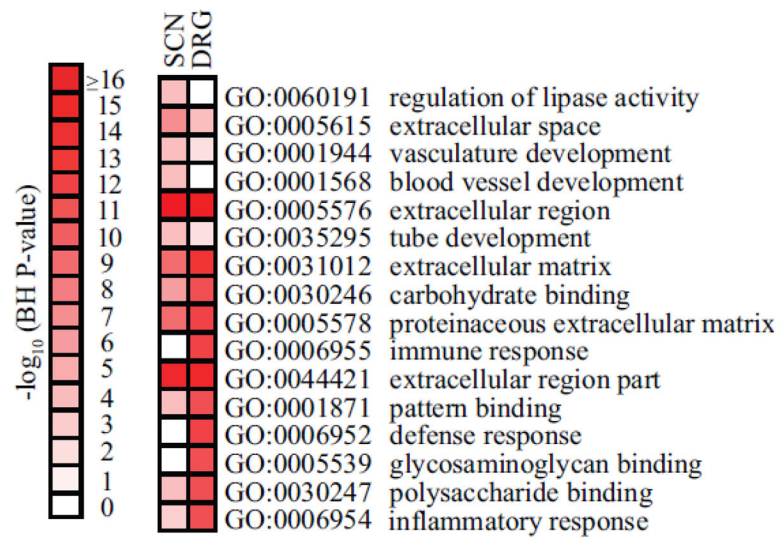 SCN
DRG
≥16
15
14
13
12
11
10
9
8
7
6
5
4
3
2
1
0
-log10 (BH P-value)
GO:0060191 regulation of lipase activity
GO:0005615 extracellular space
GO:0001944 vasculature development
GO:0001568 blood vessel development
GO:0005576 extracellular region
GO:0035295 tube development
GO:0031012 extracellular matrix
GO:0030246 carbohydrate binding
GO:0005578 proteinaceous extracellular matrix
GO:0006955 immune response
GO:0044421 extracellular region part
GO:0001871 pattern binding
GO:0006952 defense response
GO:0005539 glycosaminoglycan binding
GO:0030247 polysaccharide binding
GO:0006954 inflammatory response